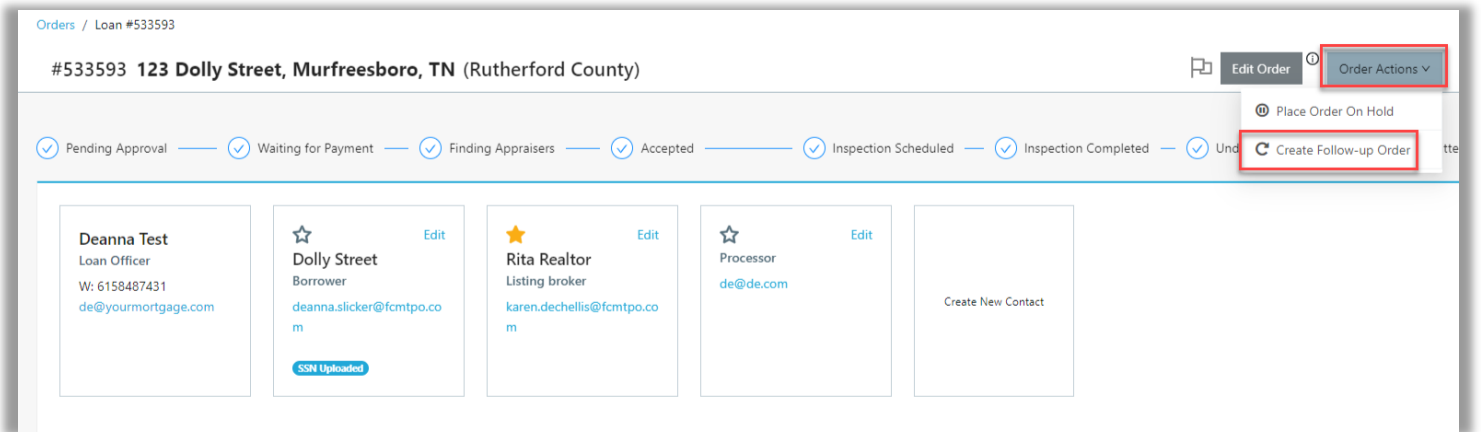 Orders / Loan #533593
#533593 123 Dolly Street, Murfreesboro, TN (Rutherford County)
Edit Order
Order Actions
Place Order On Hold
Create Follow-up Order
Pending Approval
Waiting for Payment
Finding Appraisers
Accepted
Inspection Scheduled
Inspection Completed
Deanna Test
Loan Officer
W: 6158487431
de@yourmortgage.com
Edit
Dolly Street
Borrower
deanna.slicker@fcmtpo.co
m
SSN Uploaded
Edit
Rita Realtor
Listing broker
karen.dechellis@fcmtpo.co
m
Edit
Processor
de@de.com
Create New Contact